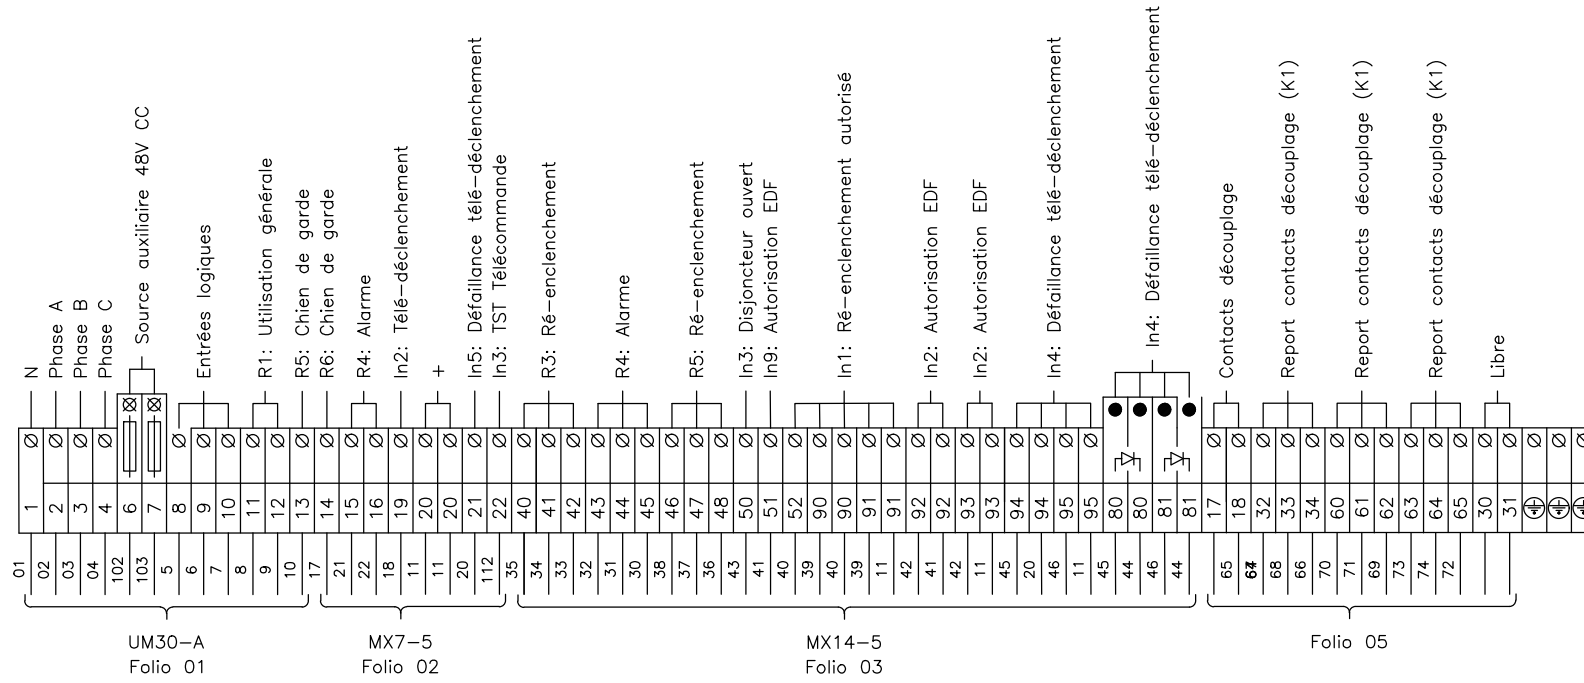 N
Phase A
Phase B
Phase C
Source auxiliaire 48V CC
Entrées logiques
R1: Utilisation générale
R5: Chien de garde
R6: Chien de garde
R4: Alarme
In2: Télé-déclenchement
+
In5: Défaillance télé-déclenchement
In3: TST Télécommande
R3: Ré-enclenchement
R4: Alarme
R5: Ré-enclenchement
In3: Disjoncteur ouvert
In9: Autorisation EDF
In1: Ré-enclenchement autorisé
In2: Autorisation EDF
In2: Autorisation EDF
In4: Défaillance télé-déclenchement
In4: Défaillance télé-déclenchement
Contacts découplage
Report contacts découplage (K1)
Report contacts découplage (K1)
Report contacts découplage (K1)
Libre
1 2 3 4 6 7 8 9 10 11 12 13 14 15 16 19 20 20 21 22 40 41 42 43 44 45 46 47 48 50 51 52 90 90 91 91 92 92 93 93 94 94 95 95 80 80 81 81 17 18 32 33 34 60 61 62 63 64 65 30 31
01 02 03 04 102 103 5 6 7 8 9 10 17 21 22 18 11 11 20 112 35 34 33 32 31 30 38 37 36 43 41 40 39 40 39 11 42 41 42 11 45 20 46 11 45 44 46 44 65 68 66 70 71 69 73 74 72
UM30-A
Folio 01
MX7-5
Folio 02
MX14-5
Folio 03
Folio 05